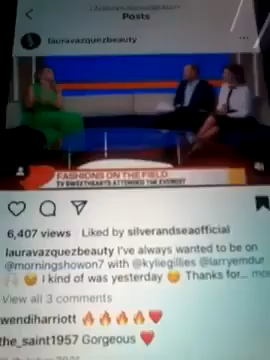 Posts
lauravazquezbeauty
FASHIONS ON THE FIELD
TV SWEETHEARTS ATTENDED THE EVEREST
6,407 views Liked by silverandseaofficial
lauravazquezbeauty I've always wanted to be on
@morningshowon7 with @kyliegillies @larryemdur
🙌🏻 😉 I kind of was yesterday 😉 Thanks for... more
View all 3 comments
wendiharriott 🔥🔥🔥🔥❤️
the_saint1957 Gorgeous ❤️